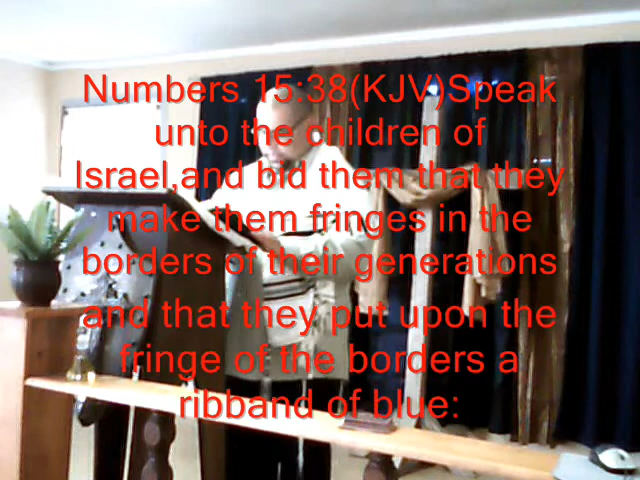 Numbers 15:38(KJV)Speak
unto the children of
Israel,and bid them that they
make them fringes in the
borders of their generations
and that they put upon the
fringe of the borders a
ribband of blue: